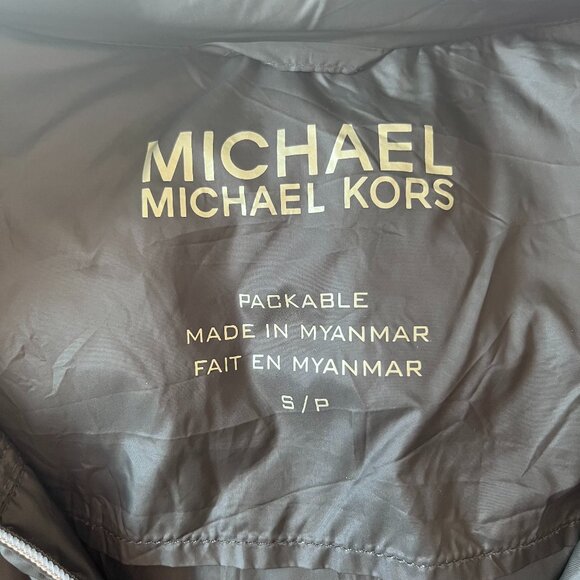 MICHAEL
MICHAEL KORS
PACKABLE
MADE IN MYANMAR
FAIT EN MYANMAR
S/P